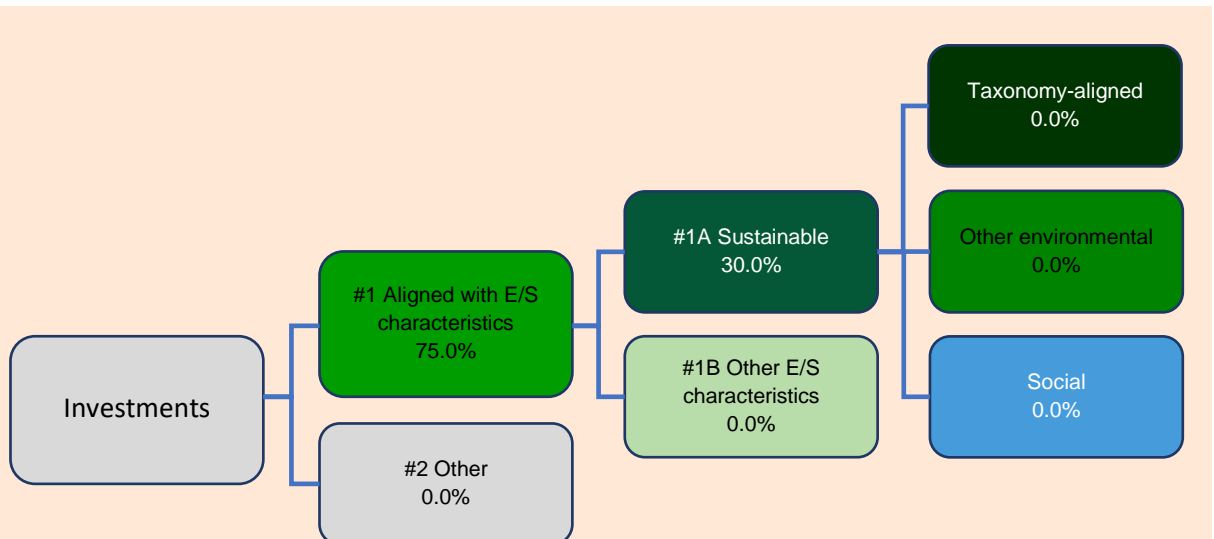 Investments
#1 Aligned with E/S
characteristics
75.0%
#2 Other
0.0%
#1A Sustainable
30.0%
#1B Other E/S
characteristics
0.0%
Taxonomy-aligned
0.0%
Other environmental
0.0%
Social
0.0%